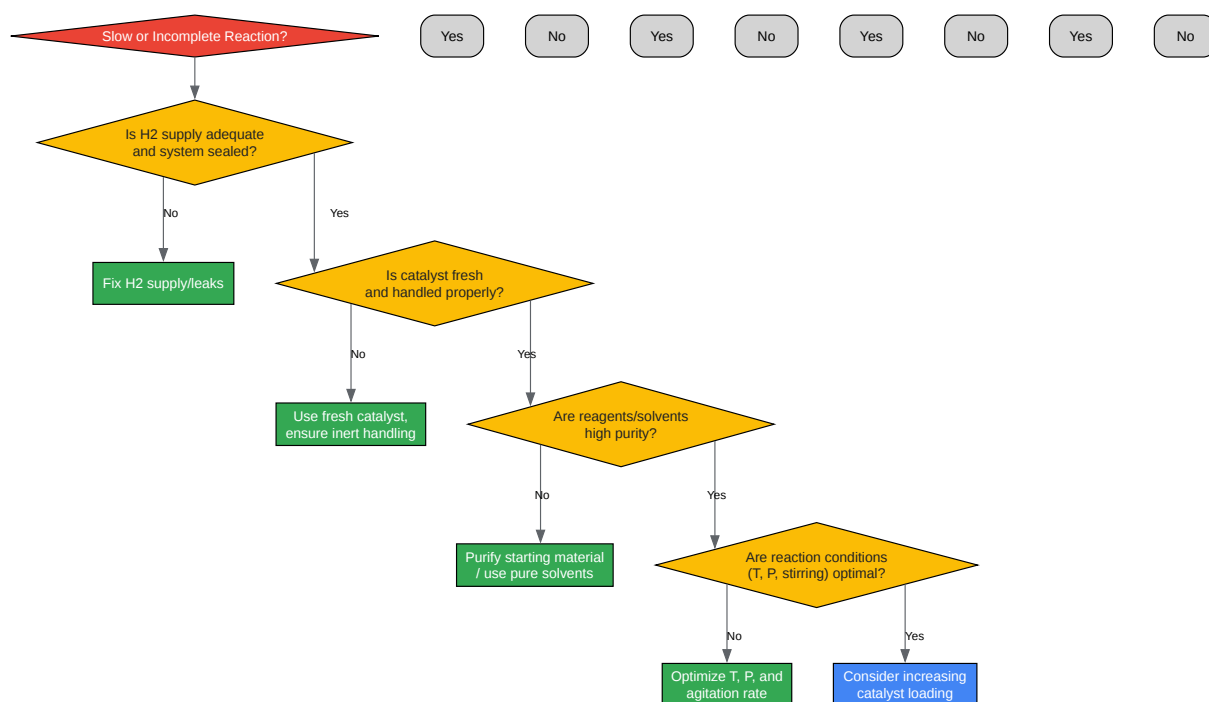 Slow or Incomplete Reaction?
Yes
No
Yes
No
Yes
No
Yes
No
Is H2 supply adequate
and system sealed?
No
Yes
Fix H2 supply/leaks
Is catalyst fresh
and handled properly?
No
Yes
Use fresh catalyst,
ensure inert handling
Are reagents/solvents
high purity?
No
Yes
Purify starting material
/ use pure solvents
Are reaction conditions
(T, P, stirring) optimal?
No
Yes
Optimize T, P, and
agitation rate
Consider increasing
catalyst loading